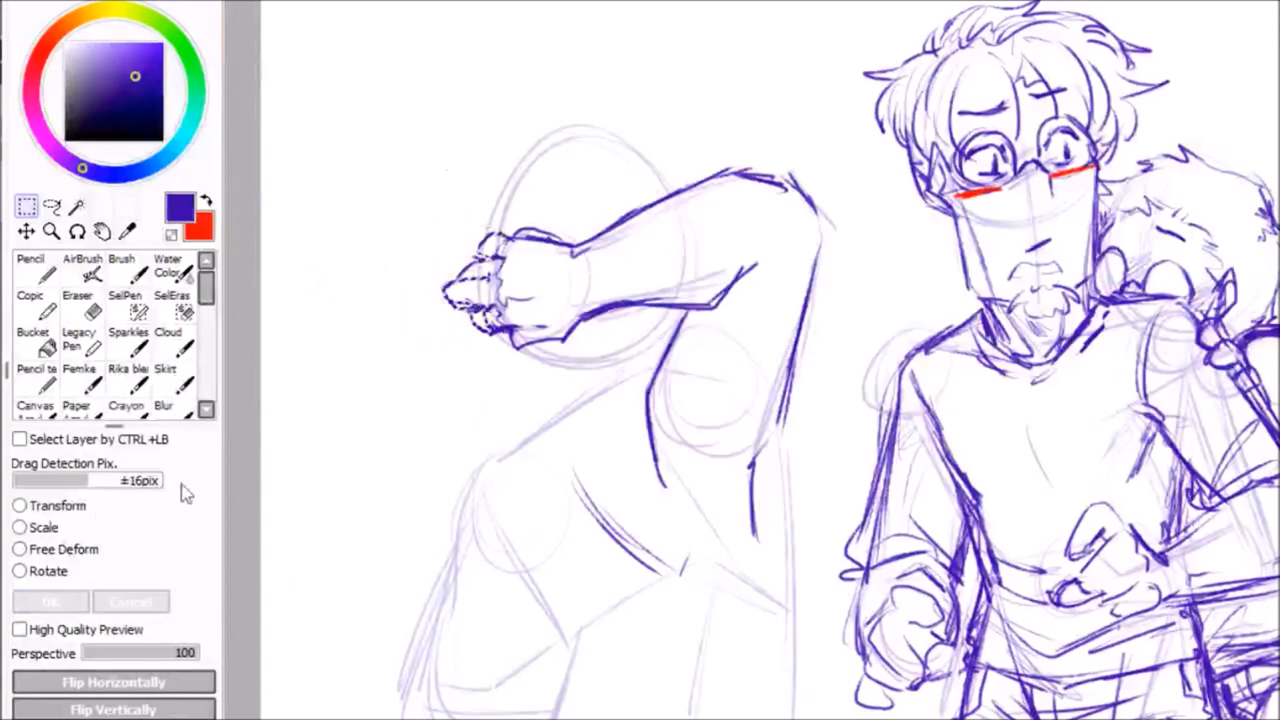 Pencil AirBrush Brush Water Color
Copic Eraser SelPen SelEras
Bucket Legacy Pen Sparkles Cloud
Pencil te Femke Rika ble Skirt
Canvas Paper Crayon Blur
Select Layer by CTRL+LB
Drag Detection Pix.
±16pix
Transform
Scale
Free Deform
Rotate
OK Cancel
High Quality Preview
Perspective 100
Flip Horizontally
Flip Vertically